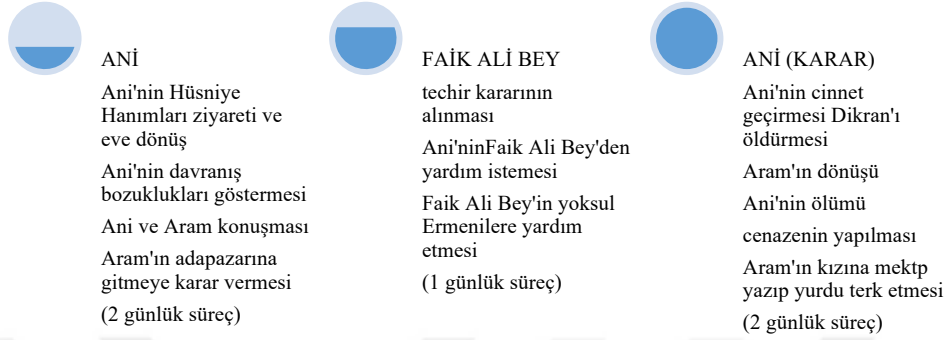 ANİ
Ani'nin Hüsniye
Hanımları ziyareti ve
eve dönüş
Ani'nin davranış
bozuklukları göstermesi
Ani ve Aram konuşması
Aram'ın adapazarına
gitmeye karar vermesi
(2 günlük süreç)
FAİK ALİ BEY
techir kararının
alınması
Ani'ninFaik Ali Bey'den
yardım istemesi
Faik Ali Bey'in yoksul
Ermenilere yardım
etmesi
(1 günlük süreç)
ANİ (KARAR)
Ani'nin cinnet
geçirmesi Dikran'ı
öldürmesi
Aram'ın dönüşü
Ani'nin ölümü
cenazenin yapılması
Aram'ın kızına mektp
yazıp yurdu terk etmesi
(2 günlük süreç)